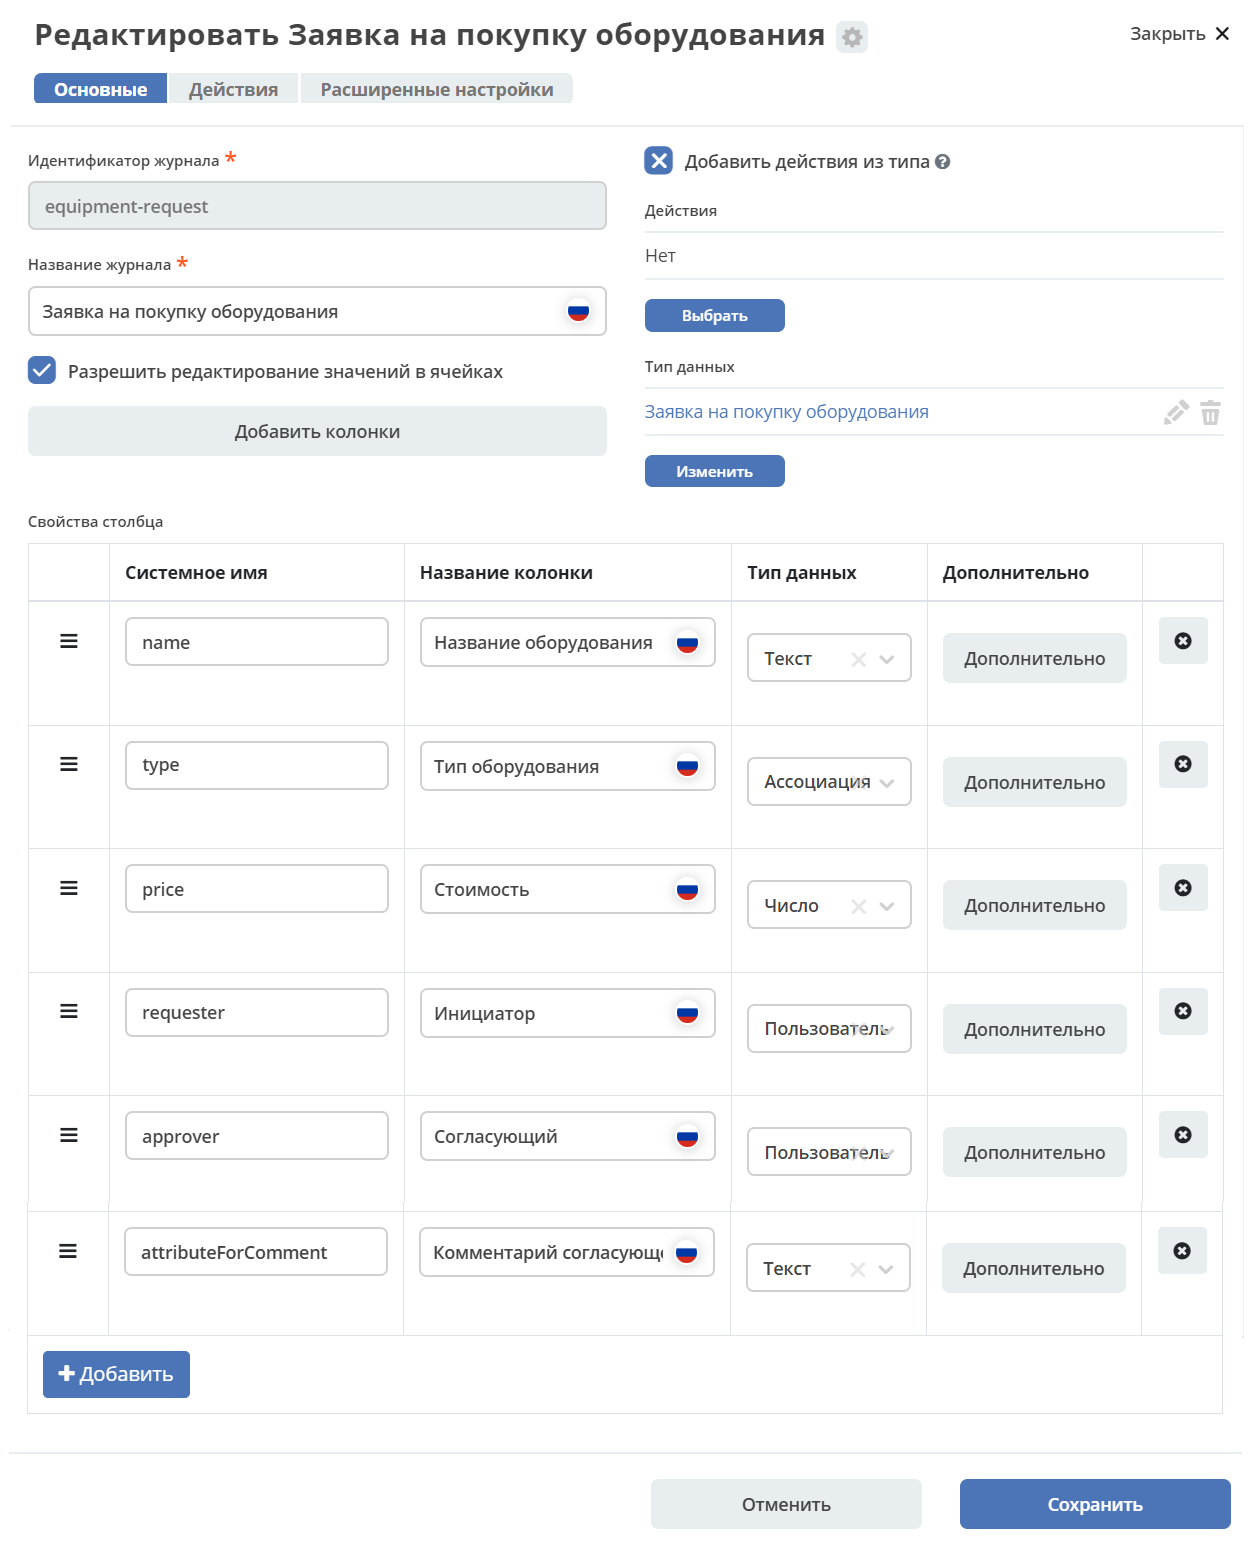 Редактировать Заявка на покупку оборудования
Закрыть
Основные
Действия
Расширенные настройки
Идентификатор журнала *
equipment-request
Название журнала *
Заявка на покупку оборудования
Разрешить редактирование значений в ячейках
Добавить колонки
Добавить действия из типа
Действия
Нет
Выбрать
Тип данных
Заявка на покупку оборудования
Изменить
Свойства столбца
Системное имя Название колонки Тип данных Дополнительно
name Название оборудования Текст Дополнительно
type Тип оборудования Ассоциация Дополнительно
price Стоимость Число Дополнительно
requester Инициатор Пользователь Дополнительно
approver Согласующий Пользователь Дополнительно
attributeForComment Комментарий согласующе Текст Дополнительно
Добавить
Отменить
Сохранить